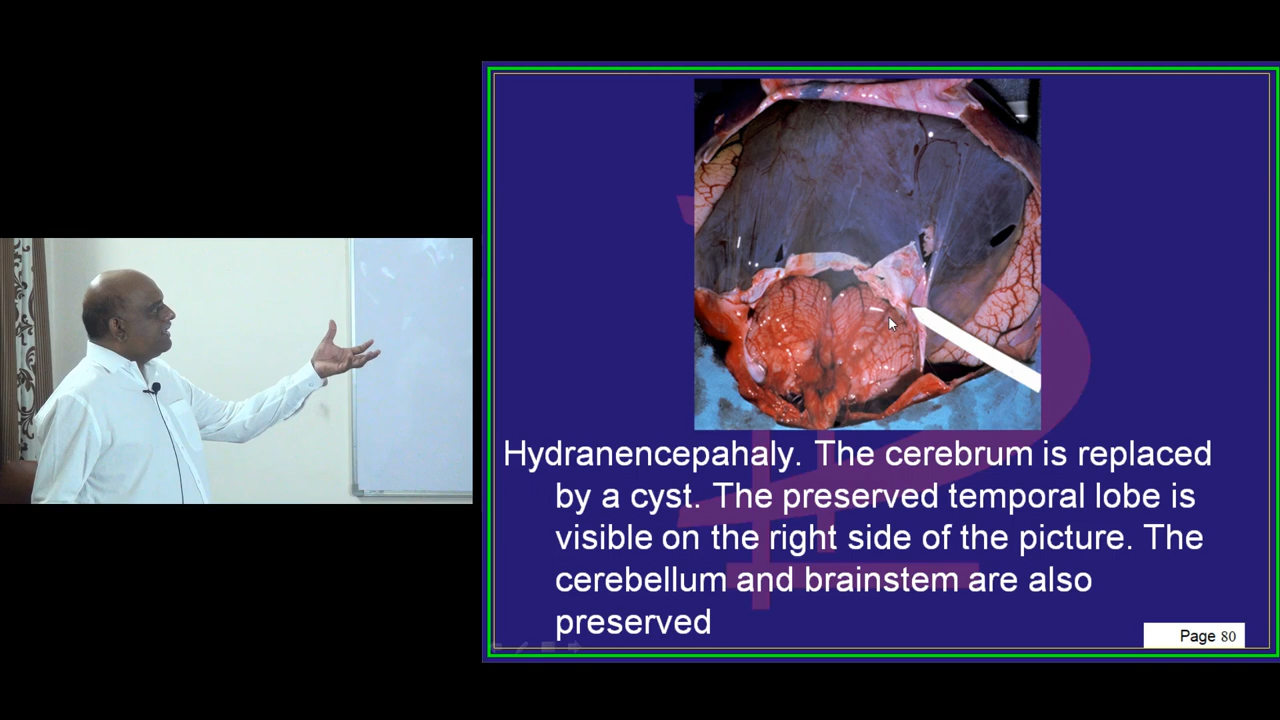 Hydranencepahaly. The cerebrum is replaced
by a cyst. The preserved temporal lobe is
visible on the right side of the picture. The
cerebellum and brainstem are also
preserved
Page 80